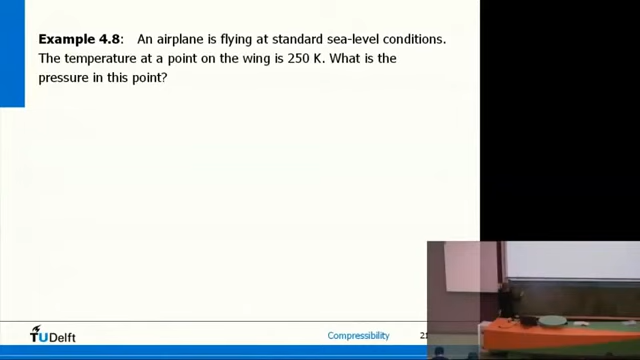 Example 4.8: An airplane is flying at standard sea-level conditions.
The temperature at a point on the wing is 250 K. What is the
pressure in this point?
TUDelft
Compressibility